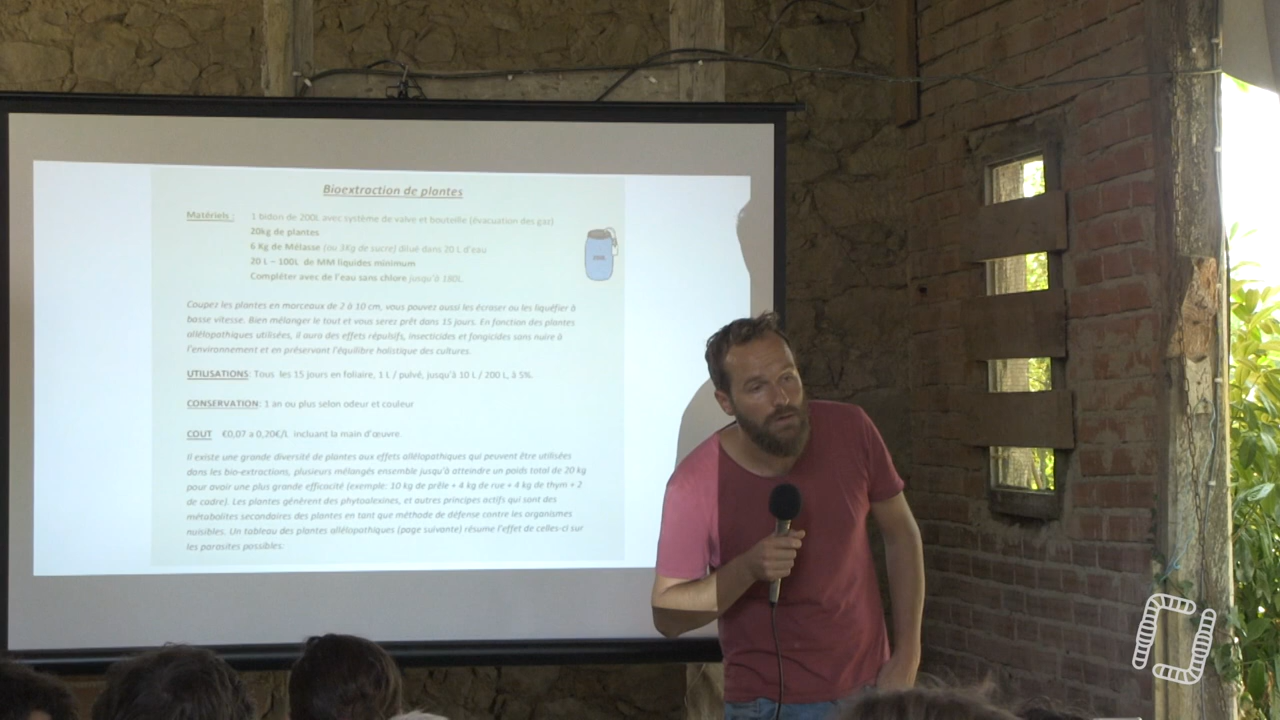 Bioextraction de plantes
Matériels : 1 bidon de 200L avec système de valve et bouteille (évacuation des gaz)
20kg de plantes
6 Kg de Mélasse (ou 3Kg de sucre) dilué dans 20 L d'eau
20 L – 100L de MM liquides minimum
Compléter avec de l'eau sans chlore jusqu'à 180L.
200L
Coupez les plantes en morceaux de 2 à 10 cm, vous pouvez aussi les écraser ou les liquéfier à
basse vitesse. Bien mélanger le tout et vous serez prêt dans 15 jours. En fonction des plantes
allélopathiques utilisées, il aura des effets répulsifs, insecticides et fongicides sans nuire à
l'environnement et en préservant l'équilibre holistique des cultures.
UTILISATIONS: Tous les 15 jours en foliaire, 1 L / pulvé, jusqu'à 10 L / 200 L, à 5%.
CONSERVATION: 1 an ou plus selon odeur et couleur
COUT €0,07 a 0,20€/L incluant la main d'œuvre.
Il existe une grande diversité de plantes aux effets allélopathiques qui peuvent être utilisées
dans les bio-extractions, plusieurs mélangés ensemble jusqu'à atteindre un poids total de 20 kg
pour avoir une plus grande efficacité (exemple: 10 kg de prêle + 4 kg de rue + 4 kg de thym + 2
de cadre). Les plantes génèrent des phytoalexines, et autres principes actifs qui sont des
métabolites secondaires des plantes en tant que méthode de défense contre les organismes
nuisibles. Un tableau des plantes allélopathiques (page suivante) résume l'effet de celles-ci sur
les parasites possibles: